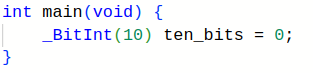 int main(void) {
    _BitInt(10) ten_bits = 0;
}